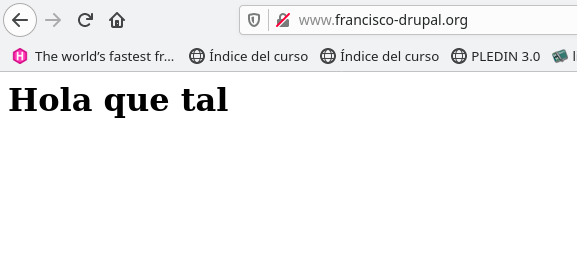 www.francisco-drupal.org
H The world's fastest fr... Índice del curso Índice del curso PLEDIN 3.0
Hola que tal